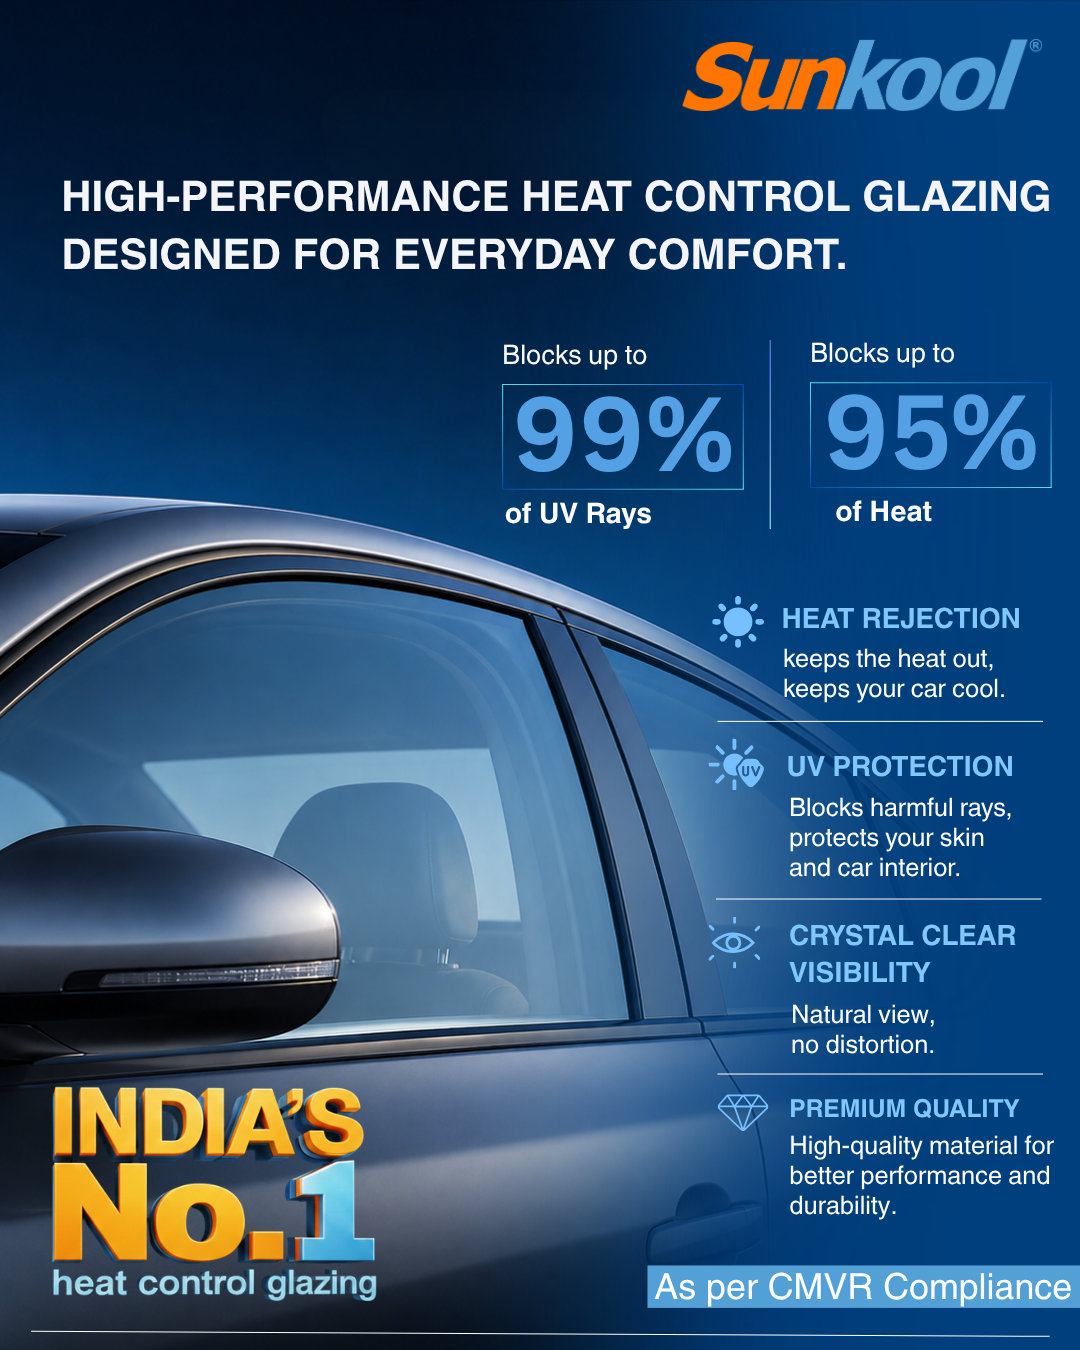 Sunkool®
HIGH-PERFORMANCE HEAT CONTROL GLAZING
DESIGNED FOR EVERYDAY COMFORT.
Blocks up to
99%
of UV Rays
Blocks up to
95%
of Heat
HEAT REJECTION
keeps the heat out,
keeps your car cool.
UV
UV PROTECTION
Blocks harmful rays,
protects your skin
and car interior.
CRYSTAL CLEAR
VISIBILITY
Natural view,
no distortion.
PREMIUM QUALITY
High-quality material for
better performance and
durability.
INDIA'S
No.1
heat control glazing
As per CMVR Compliance